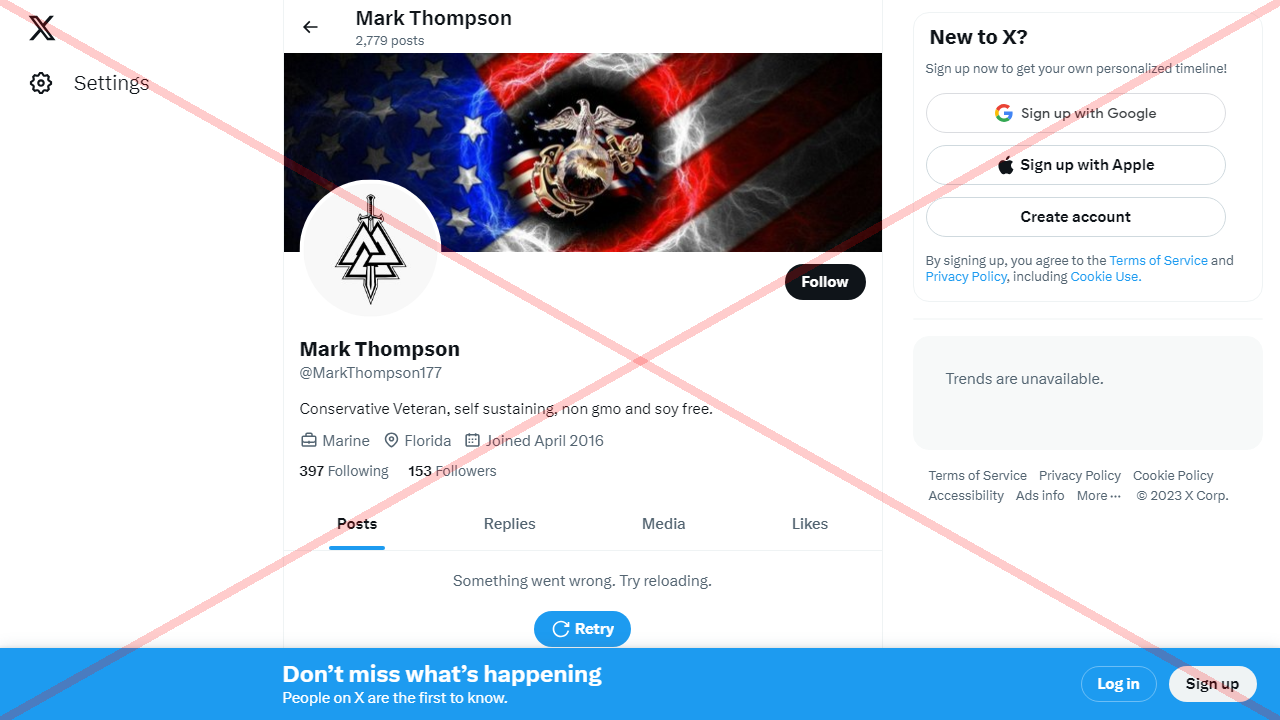 Mark Thompson
2,779 posts
Settings
Follow
Mark Thompson
@MarkThompson177
Conservative Veteran, self sustaining, non gmo and soy free.
Marine Florida Joined April 2016
397 Following 153 Followers
Posts Replies Media Likes
Something went wrong. Try reloading.
Retry
New to X?
Sign up now to get your own personalized timeline!
Sign up with Google
Sign up with Apple
Create account
By signing up, you agree to the Terms of Service and
Privacy Policy, including Cookie Use.
Trends are unavailable.
Terms of Service Privacy Policy Cookie Policy
Accessibility Ads info More ··· © 2023 X Corp.
Don’t miss what’s happening
People on X are the first to know.
Log in Sign up